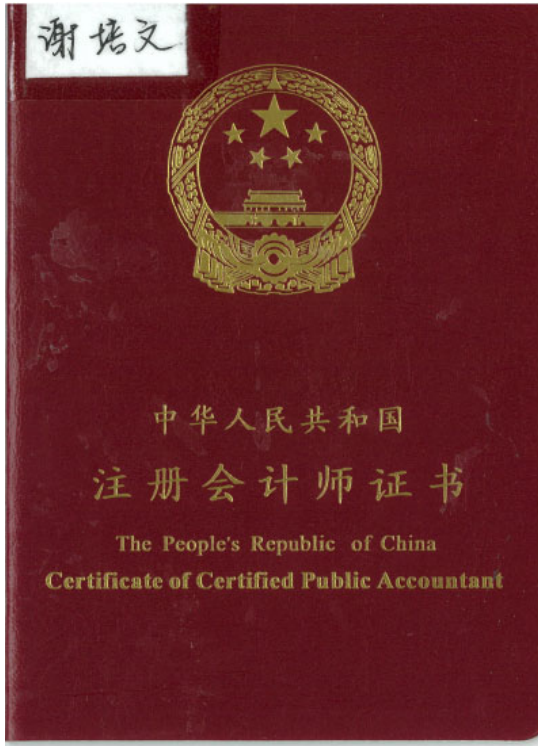 谢培文
中华人民共和国
注册会计师证书
The People's Republic of China
Certificate of Certified Public Accountant